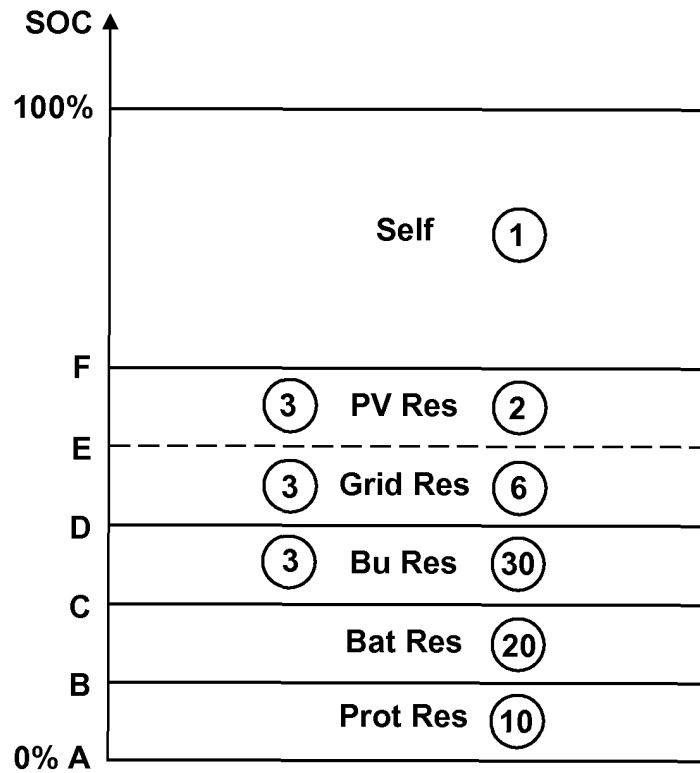 SOC
100%
Self 1
F
3 PV Res 2
E
3 Grid Res 6
D
3 Bu Res 30
C
Bat Res 20
B
Prot Res 10
0% A